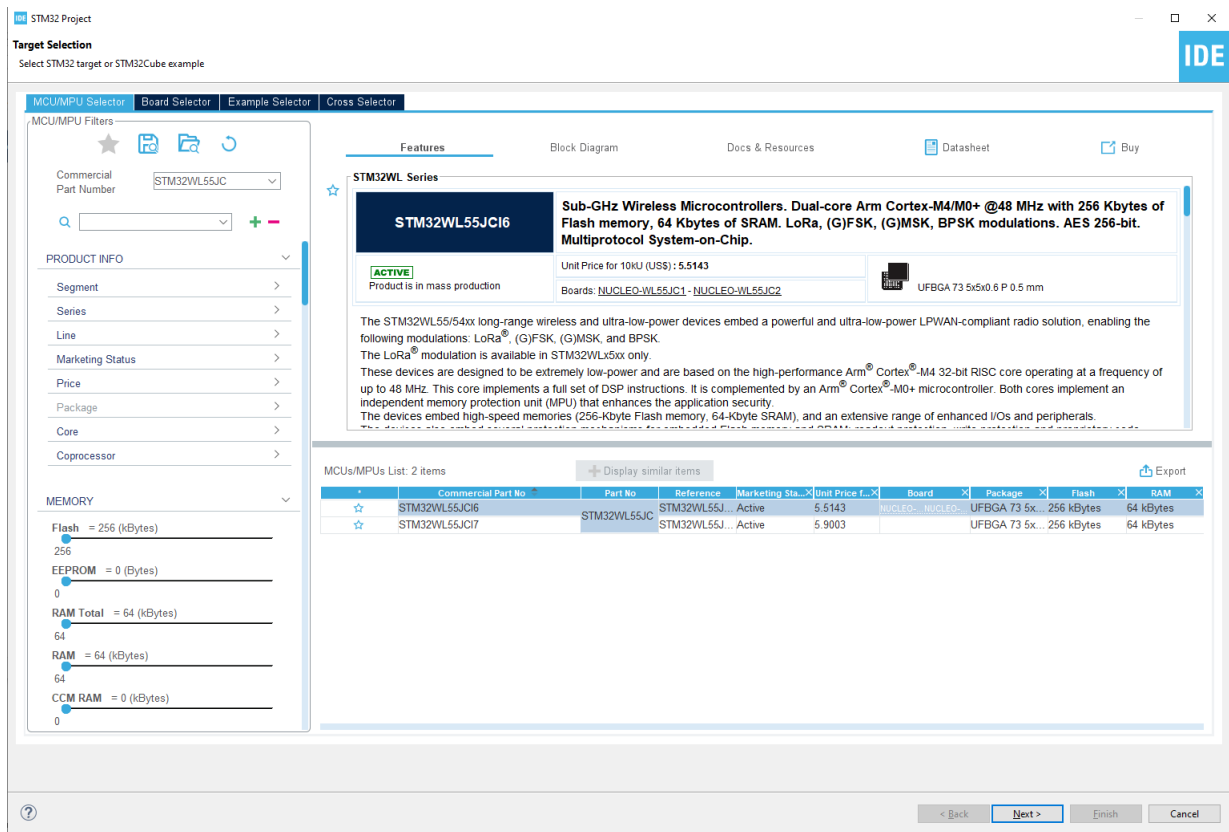 IDE STM32 Project
Target Selection
Select STM32 target or STM32Cube example
IDE
MCU/MPU Selector Board Selector Example Selector Cross Selector
MCU/MPU Filters
Commercial
Part Number
STM32WL55JC
PRODUCT INFO
Segment
Series
Line
Marketing Status
Price
Package
Core
Coprocessor
MEMORY
Flash = 256 (kBytes)
256
EEPROM = 0 (Bytes)
0
RAM Total = 64 (kBytes)
64
RAM = 64 (kBytes)
64
CCM RAM = 0 (kBytes)
0
Features Block Diagram Docs & Resources Datasheet Buy
STM32WL Series
STM32WL55JCI6
Sub-GHz Wireless Microcontrollers. Dual-core Arm Cortex-M4/M0+ @48 MHz with 256 Kbytes of
Flash memory, 64 Kbytes of SRAM. LoRa, (G)FSK, (G)MSK, BPSK modulations. AES 256-bit.
Multiprotocol System-on-Chip.
ACTIVE
Product is in mass production
Unit Price for 10kU (US$) : 5.5143
Boards: NUCLEO-WL55JC1 - NUCLEO-WL55JC2
UFBGA 73 5x5x0.6 P 0.5 mm
The STM32WL55/54xx long-range wireless and ultra-low-power devices embed a powerful and ultra-low-power LPWAN-compliant radio solution, enabling the
following modulations: LoRa®, (G)FSK, (G)MSK, and BPSK.
The LoRa® modulation is available in STM32WLx5xx only.
These devices are designed to be extremely low-power and are based on the high-performance Arm® Cortex®-M4 32-bit RISC core operating at a frequency of
up to 48 MHz. This core implements a full set of DSP instructions. It is complemented by an Arm® Cortex®-M0+ microcontroller. Both cores implement an
independent memory protection unit (MPU) that enhances the application security.
The devices embed high-speed memories (256-Kbyte Flash memory, 64-Kbyte SRAM), and an extensive range of enhanced I/Os and peripherals.
MCUs/MPUs List: 2 items
Display similar items
Export
* Commercial Part No Part No Reference Marketing Sta... Unit Price f... Board Package Flash RAM
STM32WL55JCI6 STM32WL55JC STM32WL55J... Active 5.5143 NUCLEO-... NUCLEO-... UFBGA 73 5x... 256 kBytes 64 kBytes
STM32WL55JCI7 STM32WL55J... Active 5.9003 UFBGA 73 5x... 256 kBytes 64 kBytes
?
< Back Next > Finish Cancel